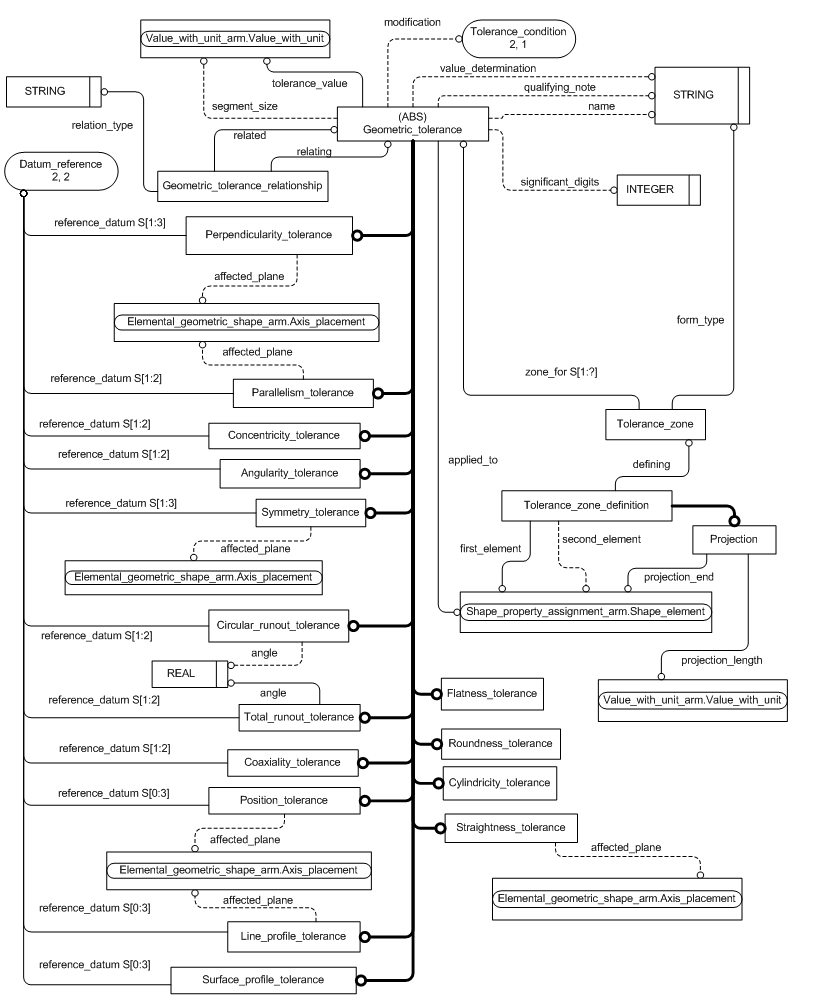 modification
Tolerance_condition
2, 1
Value_with_unit_arm.Value_with_unit
value_determination
tolerance_value
qualifying_note
STRING
STRING
segment_size
name
(ABS)
Geometric_tolerance
relation_type
related
relating
Datum_reference
2, 2
Geometric_tolerance_relationship
significant_digits
INTEGER
reference_datum S[1:3]
Perpendicularity_tolerance
affected_plane
Elemental_geometric_shape_arm.Axis_placement
form_type
affected_plane
reference_datum S[1:2]
zone_for S[1:?]
Parallelism_tolerance
reference_datum S[1:2]
Tolerance_zone
Concentricity_tolerance
reference_datum S[1:2]
applied_to
defining
Angularity_tolerance
reference_datum S[1:3]
Symmetry_tolerance
Tolerance_zone_definition
affected_plane
first_element
second_element
Projection
Elemental_geometric_shape_arm.Axis_placement
projection_end
Shape_property_assignment_arm.Shape_element
Circular_runout_tolerance
reference_datum S[1:2]
angle
projection_length
REAL
angle
reference_datum S[1:2]
Flatness_tolerance
Value_with_unit_arm.Value_with_unit
Total_runout_tolerance
reference_datum S[1:2]
Roundness_tolerance
Coaxiality_tolerance
Cylindricity_tolerance
reference_datum S[0:3]
Position_tolerance
Straightness_tolerance
affected_plane
affected_plane
Elemental_geometric_shape_arm.Axis_placement
Elemental_geometric_shape_arm.Axis_placement
affected_plane
reference_datum S[0:3]
Line_profile_tolerance
reference_datum S[0:3]
Surface_profile_tolerance